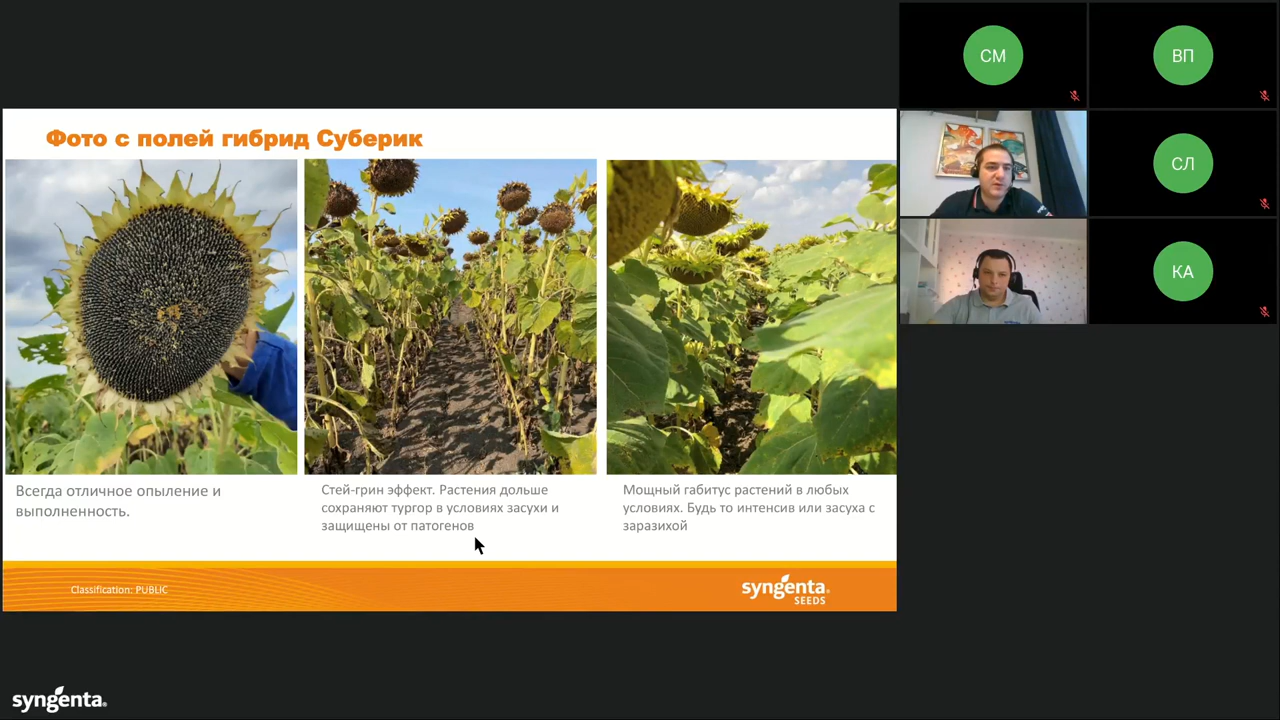 Фото с полей гибрид Суберик
Всегда отличное опыление и
выполненность.
Стей-грин эффект. Растения дольше
сохраняют тургор в условиях засухи и
защищены от патогенов
Мощный габитус растений в любых
условиях. Будь то интенсив или засуха с
заразихой
Classification: PUBLIC
syngenta
SEEDS
СМ
ВП
СЛ
КА
syngenta